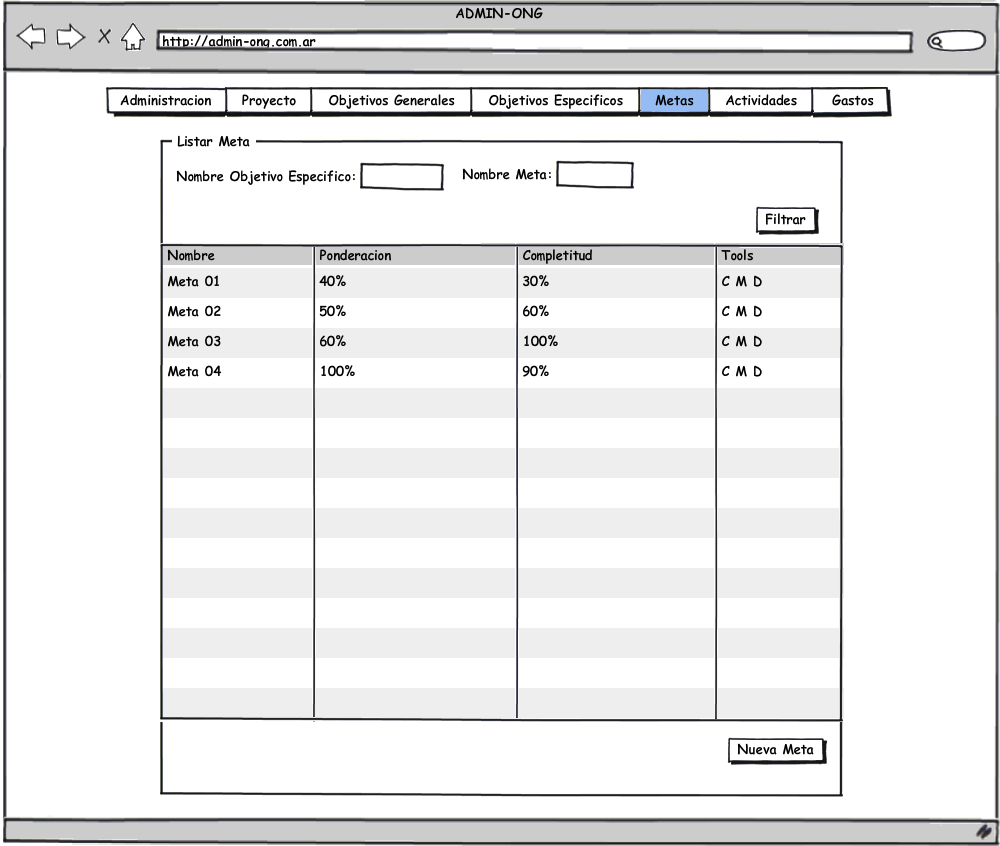 ADMIN-ONG
http://admin-ong.com.ar
Administracion Proyecto Objetivos Generales Objetivos Especificos Metas Actividades Gastos
Listar Meta
Nombre Objetivo Especifico: Nombre Meta:
Filtrar
Nombre Ponderacion Completitud Tools
Meta 01 40% 30% C M D
Meta 02 50% 60% C M D
Meta 03 60% 100% C M D
Meta 04 100% 90% C M D
Nueva Meta